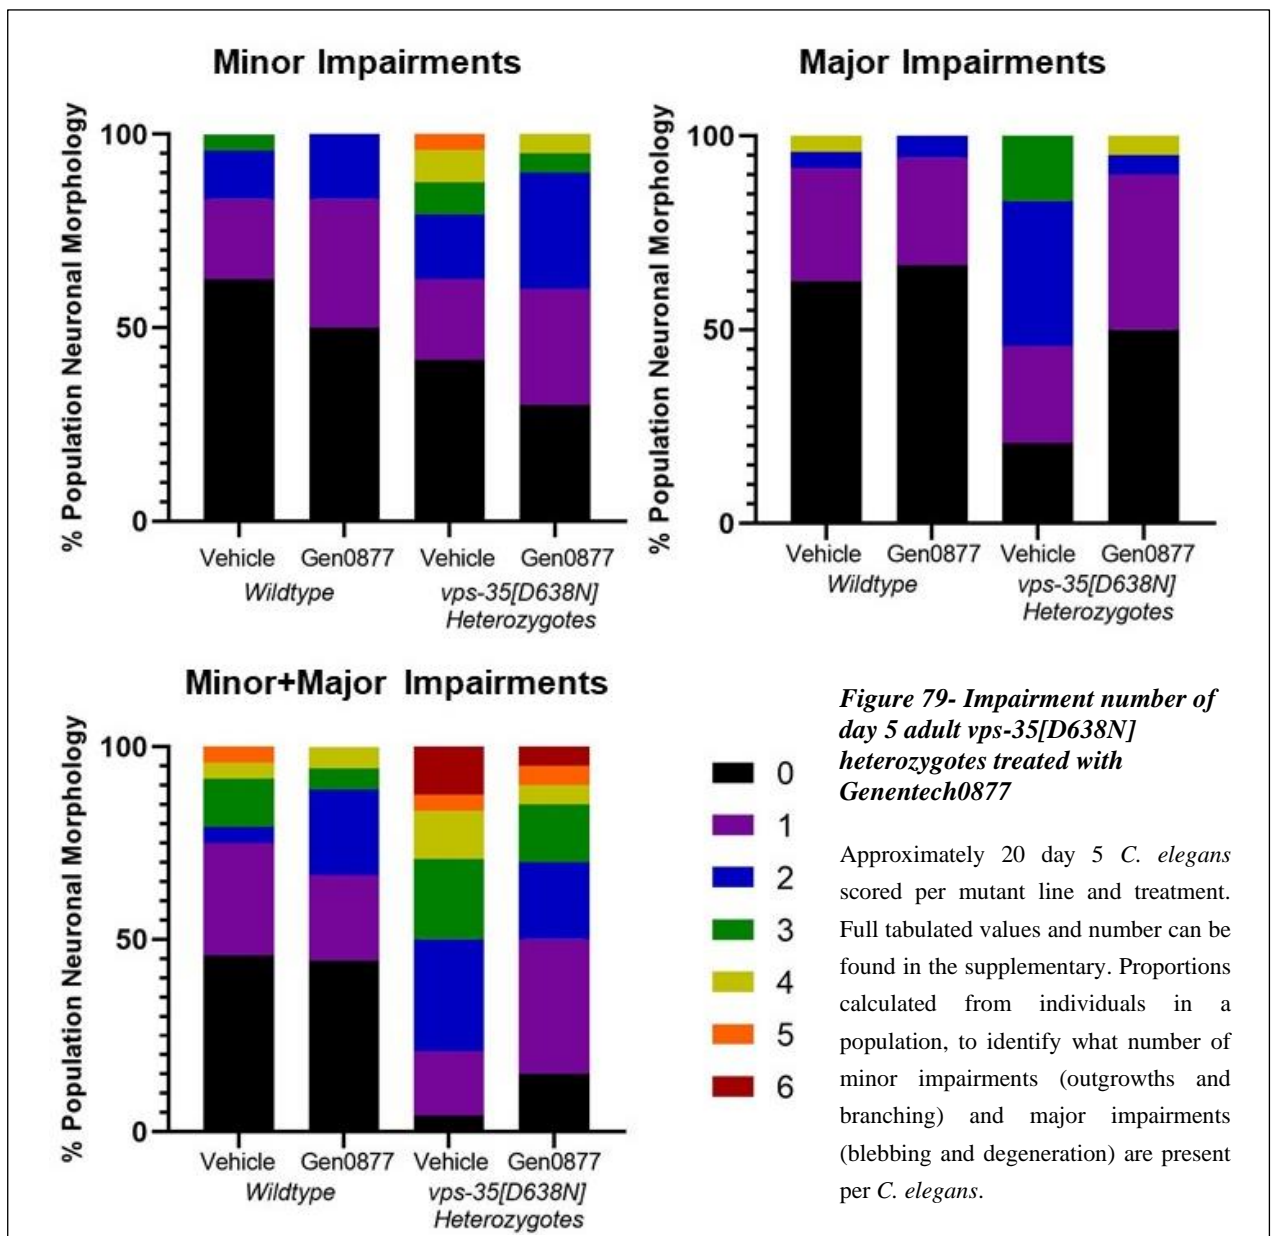 Minor Impairments
% Population Neuronal Morphology
100
50
0
Vehicle Gen0877 Vehicle Gen0877
Wildtype vps-35[D638N]
Heterozygotes
Major Impairments
% Population Neuronal Morphology
100
50
0
Vehicle Gen0877 Vehicle Gen0877
Wildtype vps-35[D638N]
Heterozygotes
Minor+Major Impairments
% Population Neuronal Morphology
100
50
0
Vehicle Gen0877 Vehicle Gen0877
Wildtype vps-35[D638N]
Heterozygotes
0
1
2
3
4
5
6
Figure 79- Impairment number of
day 5 adult vps-35[D638N]
heterozygotes treated with
Genentech0877
Approximately 20 day 5 C. elegans
scored per mutant line and treatment.
Full tabulated values and number can be
found in the supplementary. Proportions
calculated from individuals in a
population, to identify what number of
minor impairments (outgrowths and
branching) and major impairments
(blebbing and degeneration) are present
per C. elegans.